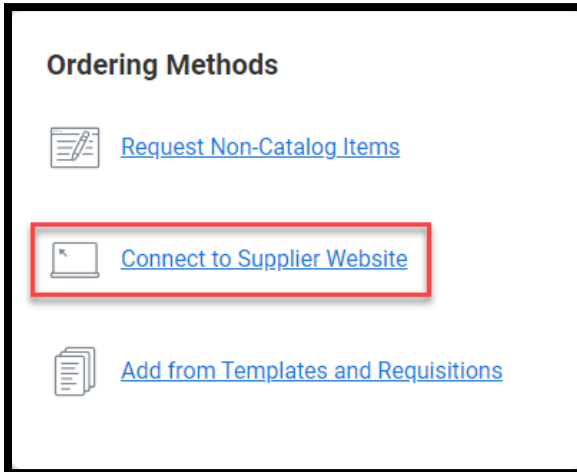 Ordering Methods
Request Non-Catalog Items
Connect to Supplier Website
Add from Templates and Requisitions